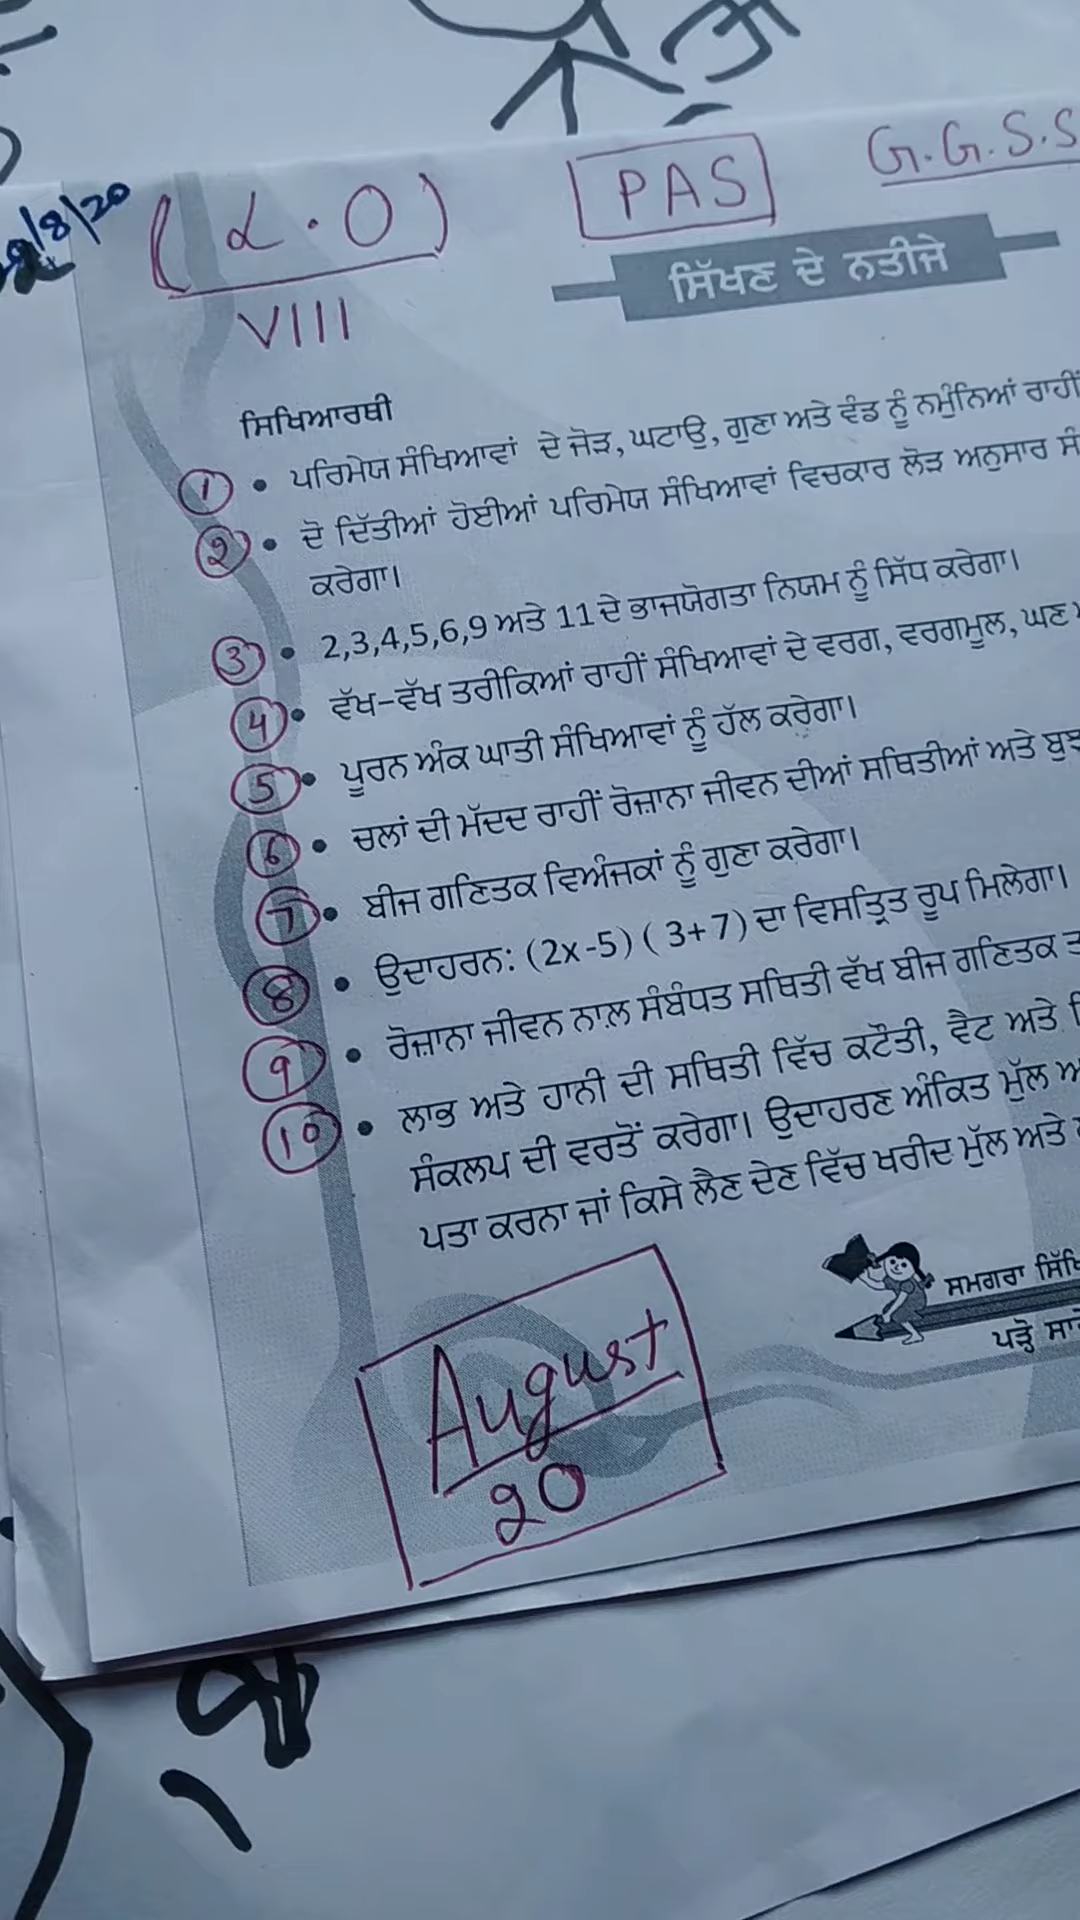 /8/20
(L.O)
PAS
G.G.S.S
VIII
ਸਿੱਖਣ ਦੇ ਨਤੀਜੇ
ਸਿਖਿਆਰਥੀ
1 • ਪਰਿਮੇਯ ਸੰਖਿਆਵਾਂ ਦੇ ਜੋੜ, ਘਟਾਉ, ਗੁਣਾ ਅਤੇ ਵੰਡ ਨੂੰ ਨਮੂੰਨਿਆਂ ਰਾਹੀਂ
2 • ਦੋ ਦਿੱਤੀਆਂ ਹੋਈਆਂ ਪਰਿਮੇਯ ਸੰਖਿਆਵਾਂ ਵਿਚਕਾਰ ਲੋੜ ਅਨੁਸਾਰ
ਕਰੇਗਾ।
3 • 2,3,4,5,6,9 ਅਤੇ 11 ਦੇ ਭਾਜਯੋਗਤਾ ਨਿਯਮ ਨੂੰ ਸਿੱਧ ਕਰੇਗਾ।
4 • ਵੱਖ-ਵੱਖ ਤਰੀਕਿਆਂ ਰਾਹੀਂ ਸੰਖਿਆਵਾਂ ਦੇ ਵਰਗ, ਵਰਗਮੂਲ, ਘਣ
5 • ਪੂਰਨ ਅੰਕ ਘਾਤੀ ਸੰਖਿਆਵਾਂ ਨੂੰ ਹੱਲ ਕਰੇਗਾ।
6 • ਚਲਾਂ ਦੀ ਮੱਦਦ ਰਾਹੀਂ ਰੋਜ਼ਾਨਾ ਜੀਵਨ ਦੀਆਂ ਸਥਿਤੀਆਂ ਅਤੇ
7 • ਬੀਜ ਗਣਿਤਕ ਵਿਅੰਜਕਾਂ ਨੂੰ ਗੁਣਾ ਕਰੇਗਾ।
8 • ਉਦਾਹਰਨ: (2x-5) ( 3+7) ਦਾ ਵਿਸਤ੍ਰਿਤ ਰੂਪ ਮਿਲੇਗਾ।
9 • ਰੋਜ਼ਾਨਾ ਜੀਵਨ ਨਾਲ਼ ਸੰਬੰਧਤ ਸਥਿਤੀ ਵੱਖ ਬੀਜ ਗਣਿਤਕ
10 • ਲਾਭ ਅਤੇ ਹਾਨੀ ਦੀ ਸਥਿਤੀ ਵਿੱਚ ਕਟੌਤੀ, ਵੈਟ ਅਤੇ
ਸੰਕਲਪ ਦੀ ਵਰਤੋਂ ਕਰੇਗਾ। ਉਦਾਹਰਣ ਅੰਕਿਤ ਮੁੱਲ
ਪਤਾ ਕਰਨਾ ਜਾਂ ਕਿਸੇ ਲੈਣ ਦੇਣ ਵਿੱਚ ਖਰੀਦ ਮੁੱਲ ਅਤੇ
ਸਮਗਰਾ
ਪੜ੍ਹੋ
August
20